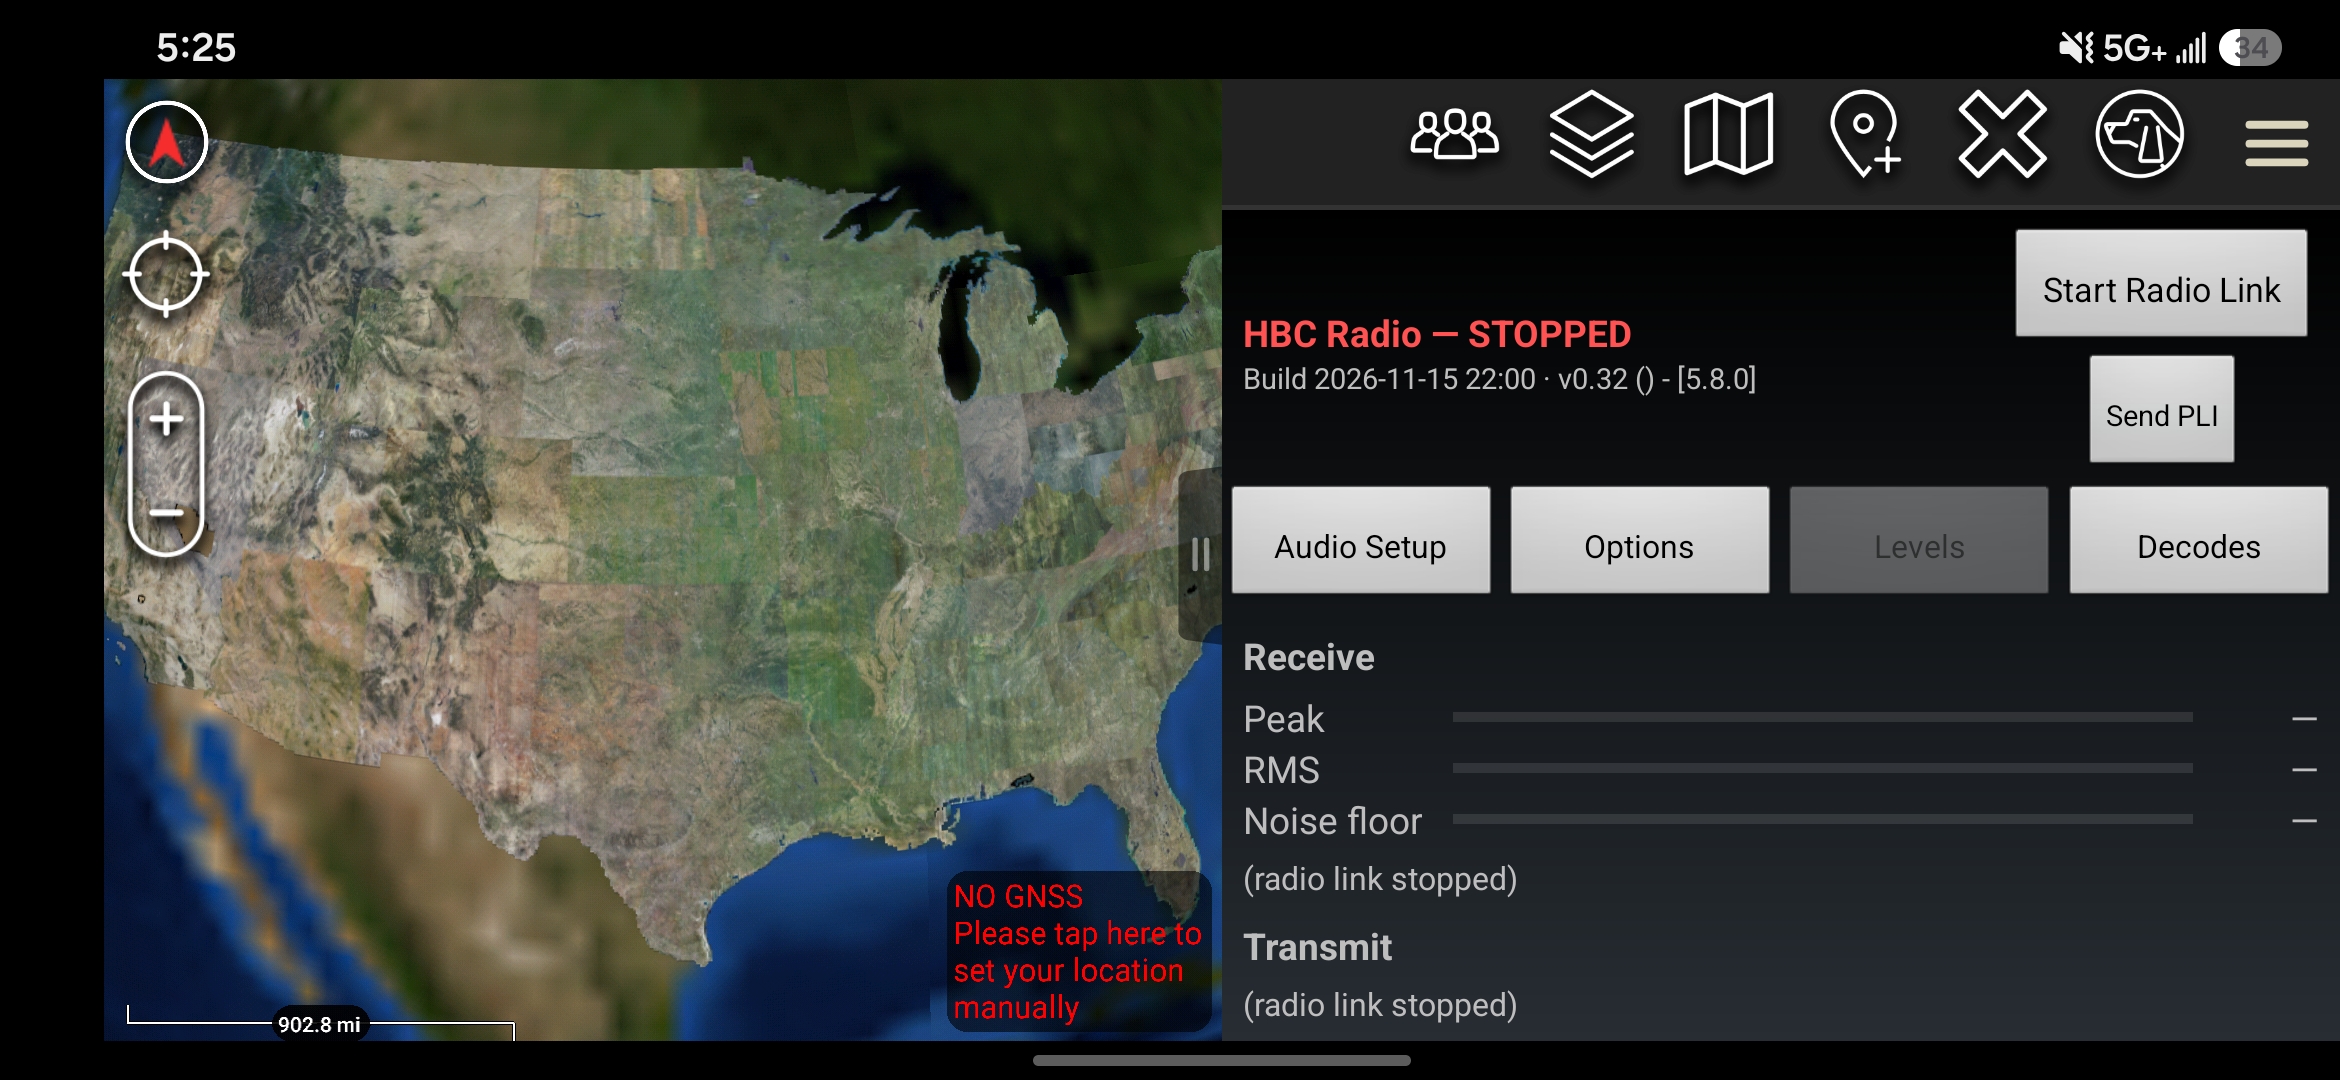 5:25
5G+
34
Start Radio Link
HBC Radio — STOPPED
Build 2026-11-15 22:00 · v0.32 () - [5.8.0]
Send PLI
Audio Setup
Options
Levels
Decodes
Receive
Peak —
RMS —
Noise floor —
(radio link stopped)
Transmit
(radio link stopped)
NO GNSS
Please tap here to
set your location
manually
902.8 mi